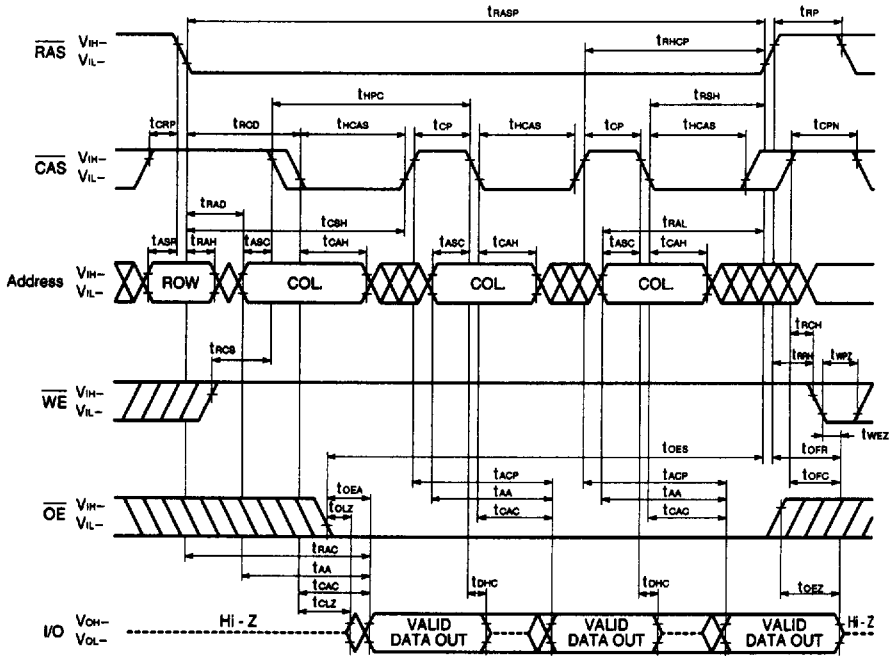 tRASP
tRP
RAS VIH–
VIL–
tRHCP
tHPC
tRSH
tCRP
tRCD
tHCAS
tCP
tHCAS
tCP
tHCAS
tCPN
CAS VIH–
VIL–
tRAD
tCSH
tRAL
tASR
tRAH
tASC
tCAH
tASC
tCAH
tASC
tCAH
Address VIH–
VIL–
ROW
COL.
COL.
COL.
tRCH
tRCS
tRRH
tWPZ
WE VIH–
VIL–
tWEZ
tOES
tOFR
tACP
tACP
tOFC
tOEA
tAA
tAA
tOLZ
tCAC
tCAC
OE VIH–
VIL–
tRAC
tAA
tCAC
tDHC
tDHC
tOEZ
tCLZ
I/O VOH–
VOL–
Hi - Z
VALID
DATA OUT
VALID
DATA OUT
VALID
DATA OUT
Hi - Z